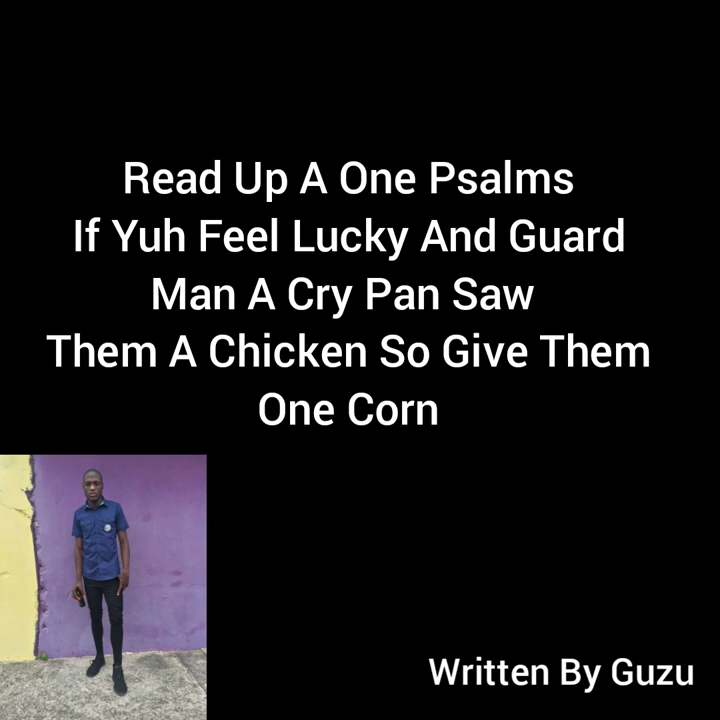 Read Up A One Psalms
If Yuh Feel Lucky And Guard
Man A Cry Pan Saw
Them A Chicken So Give Them
One Corn
Written By Guzu